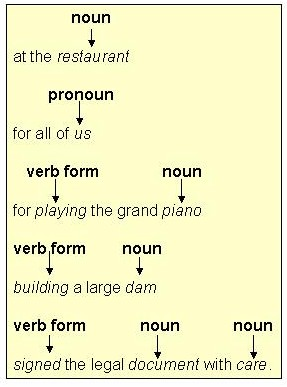 noun
at the restaurant
pronoun
for all of us
verb form noun
for playing the grand piano
verb form noun
building a large dam
verb form noun noun
signed the legal document with care.